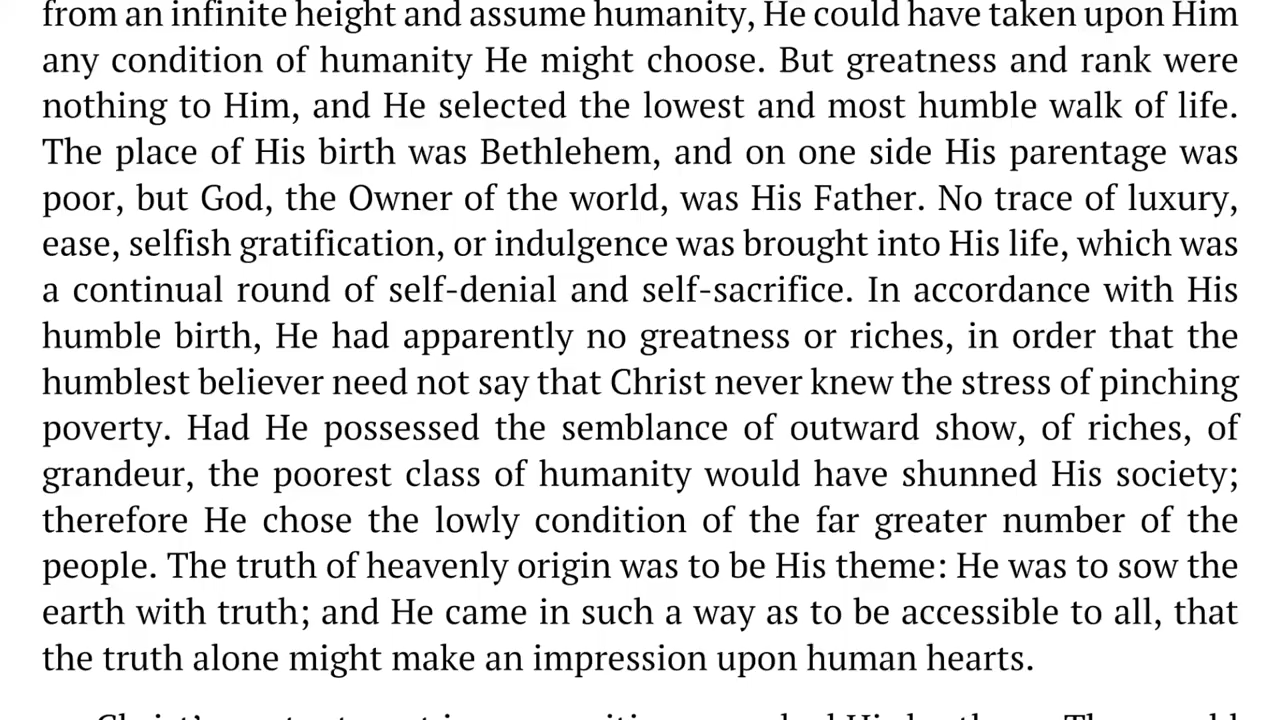 from an infinite height and assume humanity, He could have taken upon Him
any condition of humanity He might choose. But greatness and rank were
nothing to Him, and He selected the lowest and most humble walk of life.
The place of His birth was Bethlehem, and on one side His parentage was
poor, but God, the Owner of the world, was His Father. No trace of luxury,
ease, selfish gratification, or indulgence was brought into His life, which was
a continual round of self-denial and self-sacrifice. In accordance with His
humble birth, He had apparently no greatness or riches, in order that the
humblest believer need not say that Christ never knew the stress of pinching
poverty. Had He possessed the semblance of outward show, of riches, of
grandeur, the poorest class of humanity would have shunned His society;
therefore He chose the lowly condition of the far greater number of the
people. The truth of heavenly origin was to be His theme: He was to sow the
earth with truth; and He came in such a way as to be accessible to all, that
the truth alone might make an impression upon human hearts.